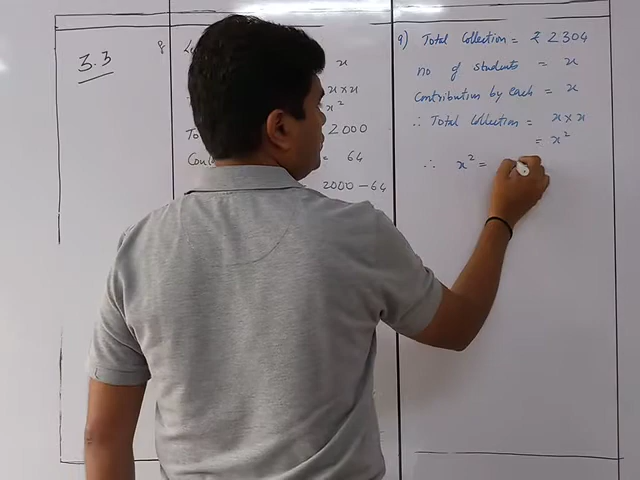 3.3
8
x
x × x
x²
2000
= 64
2000 - 64
9) Total Collection = ₹ 2304
no of students = x
Contribution by each = x
∴ Total Collection = x × x
= x²
∴ x² =